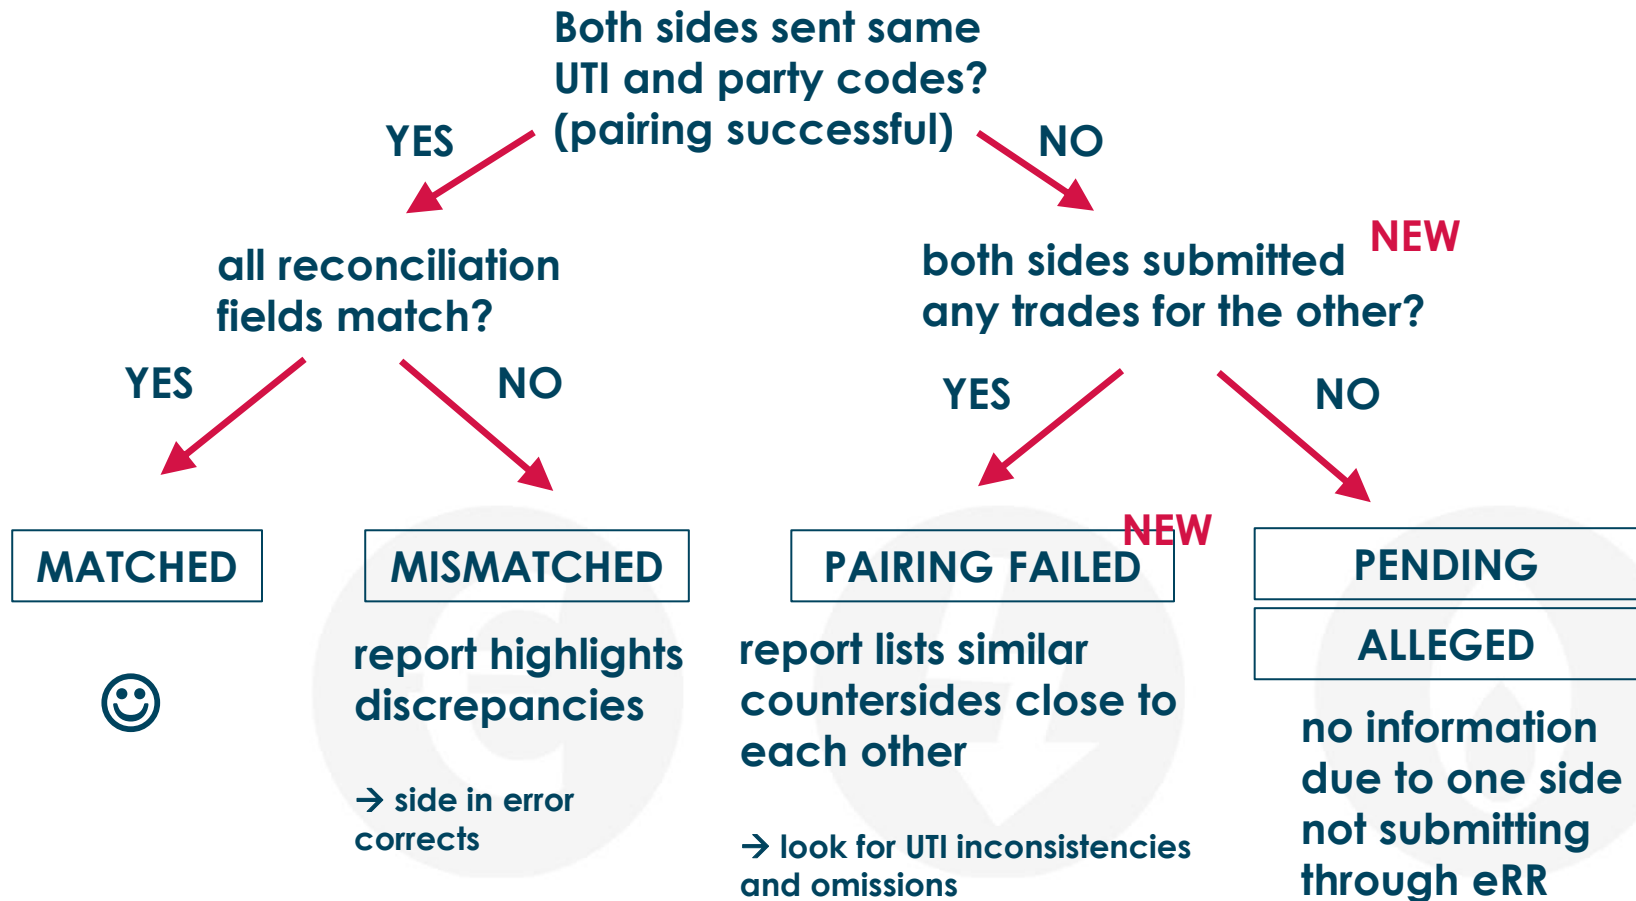 Both sides sent same
UTI and party codes?
(pairing successful)
YES
NO
all reconciliation
fields match?
NEW
both sides submitted
any trades for the other?
YES
NO
YES
NO
MATCHED
MISMATCHED
NEW
PAIRING FAILED
PENDING
ALLEGED
report highlights
discrepancies
→ side in error
corrects
report lists similar
countersides close to
each other
→ look for UTI inconsistencies
and omissions
no information
due to one side
not submitting
through eRR